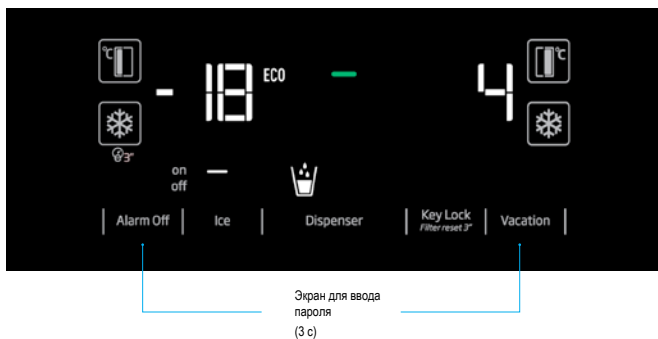 °C
°C
-18 ECO
4
3"
on
off
Alarm Off Ice Dispenser Key Lock Vacation
Filter reset 3"
Экран для ввода
пароля
(3 с)